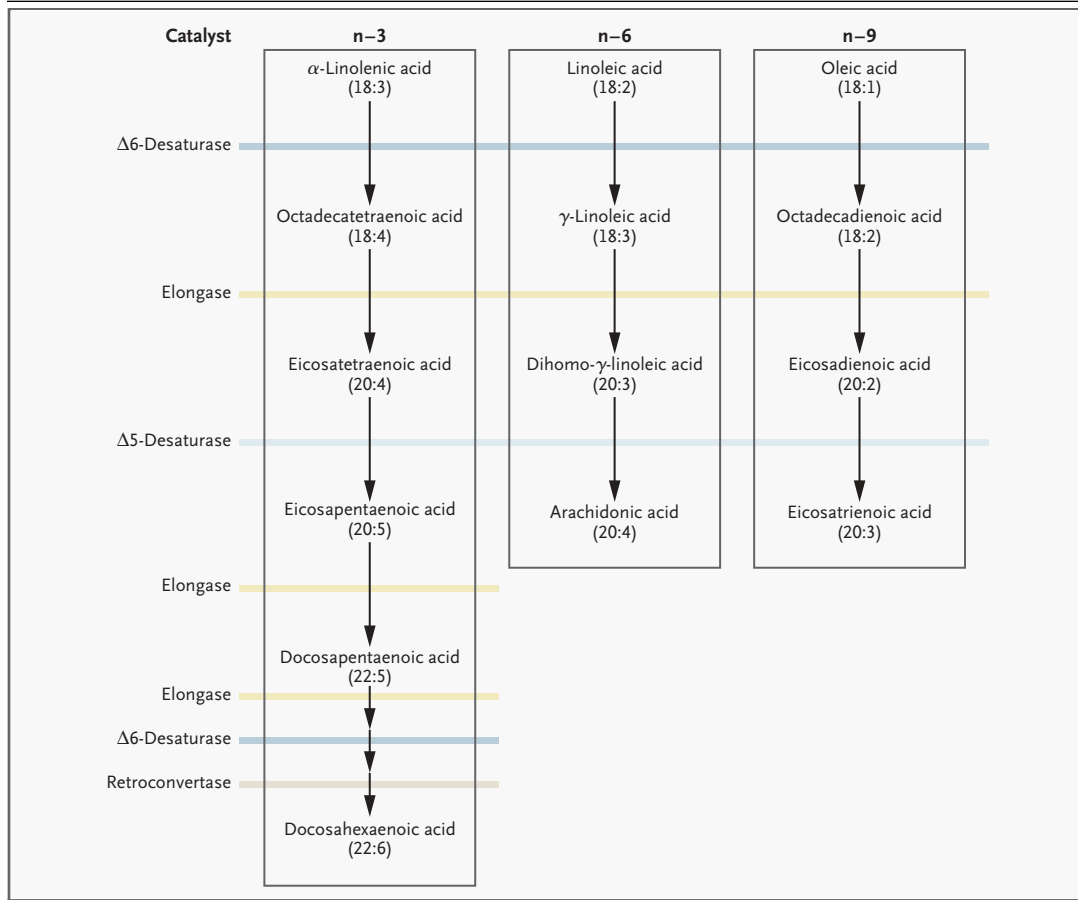 Catalyst n–3 n–6 n–9
α-Linolenic acid Linoleic acid Oleic acid
(18:3) (18:2) (18:1)
Δ6-Desaturase
Octadecatetraenoic acid γ-Linoleic acid Octadecadienoic acid
(18:4) (18:3) (18:2)
Elongase
Eicosatetraenoic acid Dihomo-γ-linoleic acid Eicosadienoic acid
(20:4) (20:3) (20:2)
Δ5-Desaturase
Eicosapentaenoic acid Arachidonic acid Eicosatrienoic acid
(20:5) (20:4) (20:3)
Elongase
Docosapentaenoic acid
(22:5)
Elongase
Δ6-Desaturase
Retroconvertase
Docosahexaenoic acid
(22:6)